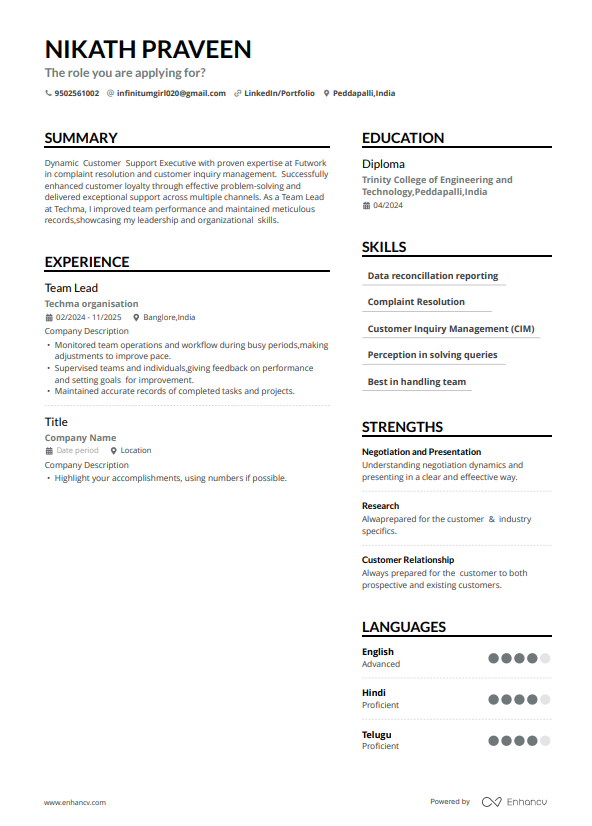 NIKATH PRAVEEN
The role you are applying for?
9502561002 infinitumgirl020@gmail.com LinkedIn/Portfolio Peddapalli,India
SUMMARY
Dynamic Customer Support Executive with proven expertise at Futwork
in complaint resolution and customer inquiry management. Successfully
enhanced customer loyalty through effective problem-solving and
delivered exceptional support across multiple channels. As a Team Lead
at Techma, I improved team performance and maintained meticulous
records,showcasing my leadership and organizational skills.
EXPERIENCE
Team Lead
Techma organisation
02/2024 - 11/2025 Banglore,India
Company Description
• Monitored team operations and workflow during busy periods,making
adjustments to improve pace.
• Supervised teams and individuals,giving feedback on performance
and setting goals for improvement.
• Maintained accurate records of completed tasks and projects.
Title
Company Name
Date period Location
Company Description
• Highlight your accomplishments, using numbers if possible.
EDUCATION
Diploma
Trinity College of Engineering and
Technology,Peddapalli,India
04/2024
SKILLS
Data reconcillation reporting
Complaint Resolution
Customer Inquiry Management (CIM)
Perception in solving queries
Best in handling team
STRENGTHS
Negotiation and Presentation
Understanding negotiation dynamics and
presenting in a clear and effeective way.
Research
Alwaprepared for the customer & industry
specifics.
Customer Relationship
Always prepared for the customer to both
prospective and existing customers.
LANGUAGES
English
Advanced
Hindi
Proficient
Telugu
Proficient
www.enhancv.com
Powered by Enhancv